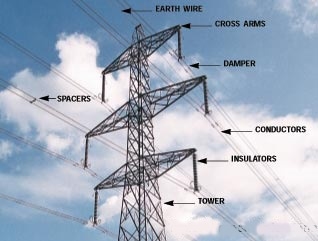 EARTH WIRE
CROSS ARMS
DAMPER
SPACERS
CONDUCTORS
INSULATORS
TOWER